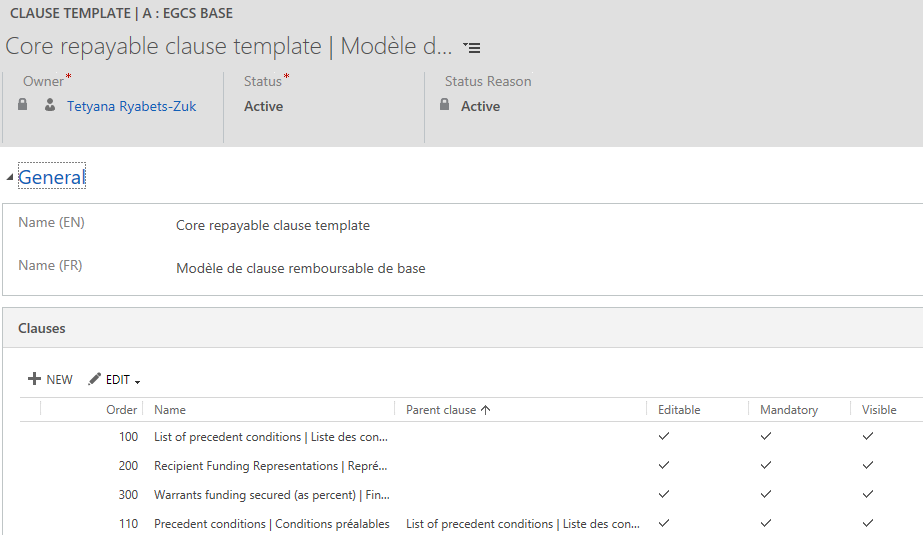 CLAUSE TEMPLATE | A : EGCS BASE
Core repayable clause template | Modèle d...
Owner* Status* Status Reason
Tetyana Ryabets-Zuk Active Active
General
Name (EN) Core repayable clause template
Name (FR) Modèle de clause remboursable de base
Clauses
NEW EDIT
Order Name Parent clause Editable Mandatory Visible
100 List of precedent conditions | Liste des con...
200 Recipient Funding Representations | Repré...
300 Warrants funding secured (as percent) | Fin...
110 Precedent conditions | Conditions préalables List of precedent conditions | Liste des con...